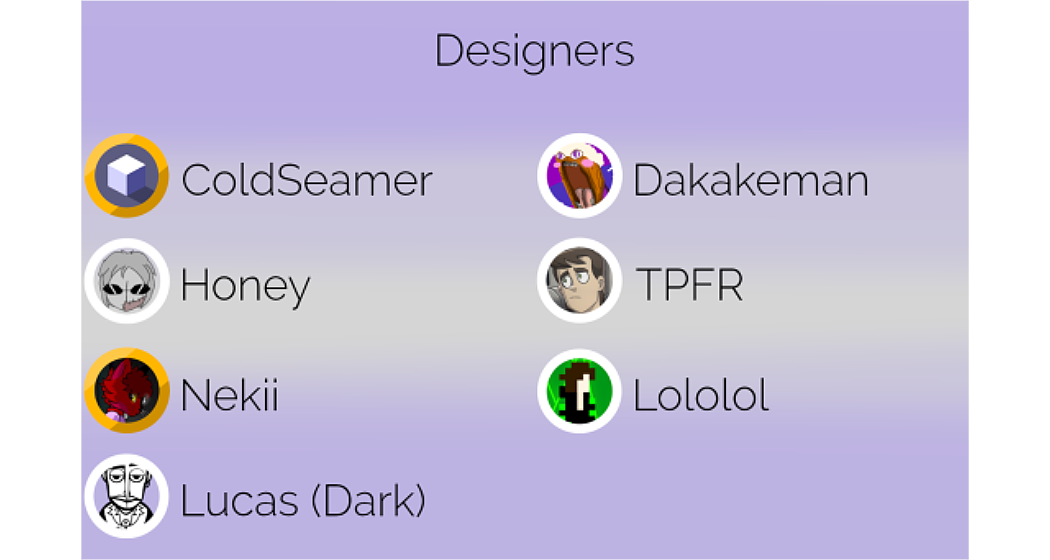 Designers
ColdSeamer
Dakakeman
Honey
TPFR
Nekii
Lololol
Lucas (Dark)